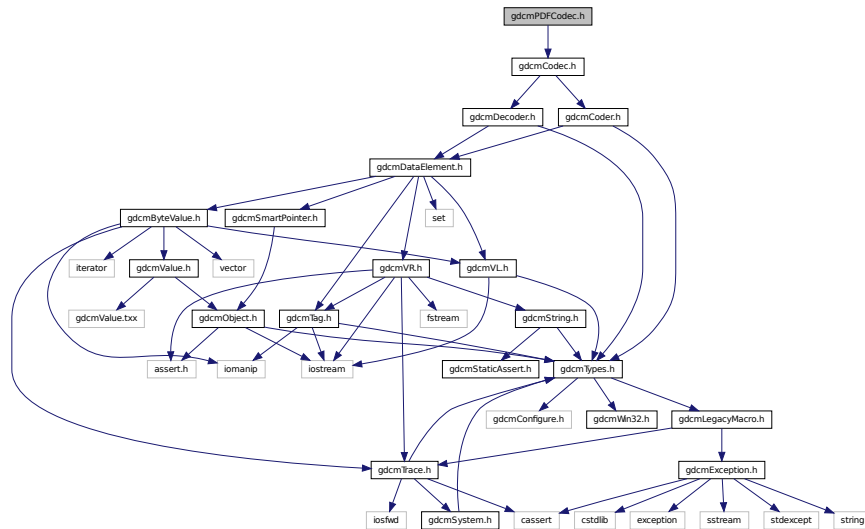 gdcmPDFCodec.h
gdcmCodec.h
gdcmDecoder.h
gdcmCoder.h
gdcmDataElement.h
gdcmByteValue.h
gdcmSmartPointer.h
set
iterator
gdcmValue.h
vector
gdcmVR.h
gdcmVL.h
gdcmValue.txx
gdcmObject.h
gdcmTag.h
fstream
gdcmString.h
assert.h
iomanip
iostream
gdcmStaticAssert.h
gdcmTypes.h
gdcmConfigure.h
gdcmWin32.h
gdcmLegacyMacro.h
gdcmTrace.h
gdcmException.h
iosfwd
gdcmSystem.h
cassert
cstdlib
exception
sstream
stdexcept
string